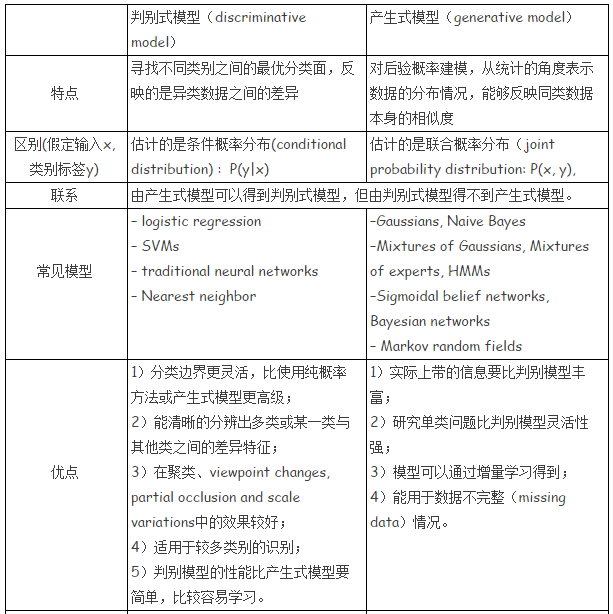 判别式模型（discriminative
model）
产生式模型（generative model）
特点
寻找不同类别之间的最优分类面，反
映的是异类数据之间的差异
对后验概率建模，从统计的角度表示
数据的分布情况，能够反映同类数据
本身的相似度
区别(假定输入x,
类别标签y)
估计的是条件概率分布(conditional
distribution)： P(y|x)
估计的是联合概率分布（joint
probability distribution: P(x, y),
联系
由产生式模型可以得到判别式模型，但由判别式模型得不到产生式模型。
常见模型
– logistic regression
– SVMs
– traditional neural networks
– Nearest neighbor
–Gaussians, Naive Bayes
–Mixtures of Gaussians, Mixtures
of experts, HMMs
–Sigmoidal belief networks,
Bayesian networks
– Markov random fields
优点
1）分类边界更灵活，比使用纯概率
方法或产生式模型更高级；
2）能清晰的分辨出多类或某一类与
其他类之间的差异特征；
3）在聚类、viewpoint changes,
partial occlusion and scale
variations中的效果较好；
4）适用于较多类别的识别；
5）判别模型的性能比产生式模型要
简单，比较容易学习。
1）实际上带的信息要比判别模型丰
富；
2）研究单类问题比判别模型灵活性
强；
3）模型可以通过增量学习得到；
4）能用于数据不完整（missing
data）情况。